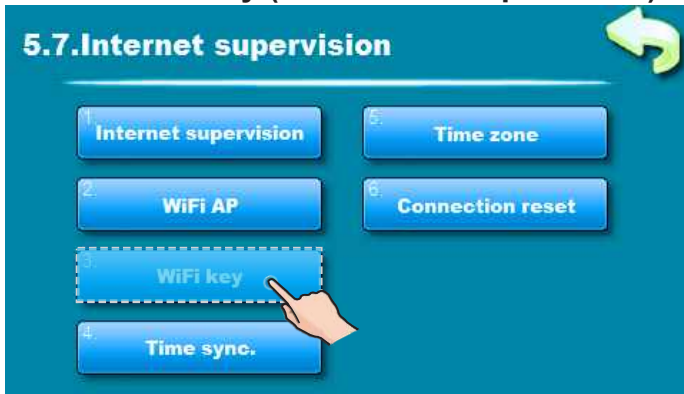 5.7.Internet supervision
1. Internet supervision
2. WiFi AP
3. WiFi key
4. Time sync.
5. Time zone
6. Connection reset